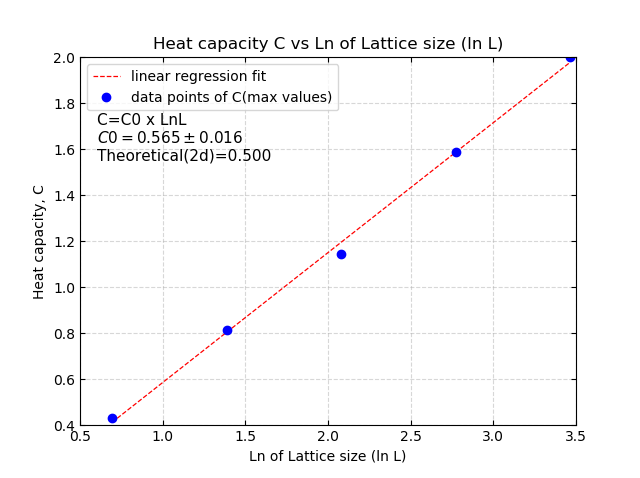 Heat capacity C vs Ln of Lattice size (ln L)
linear regression fit
data points of C(max values)
C=C0 x LnL
C0 = 0.565 ± 0.016
Theoretical(2d)=0.500
Heat capacity, C
2.0
1.8
1.6
1.4
1.2
1.0
0.8
0.6
0.4
0.5 1.0 1.5 2.0 2.5 3.0 3.5
Ln of Lattice size (ln L)